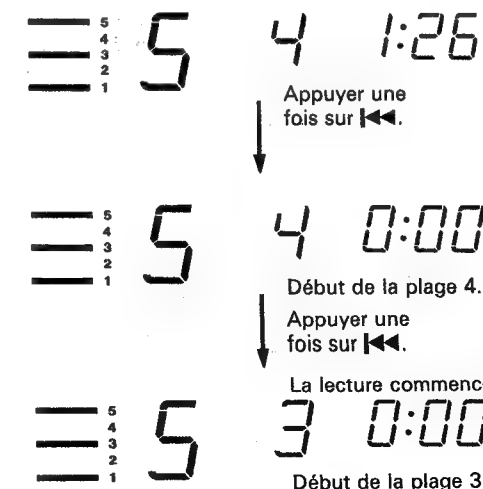 5
4
3
2
1
5 4 1:26
Appuyer une
fois sur
5
4
3
2
1
5 4 0:00
Début de la plage 4.
Appuyer une
fois sur
La lecture commenc
5
4
3
2
1
5 3 0:00
Début de la plage 3